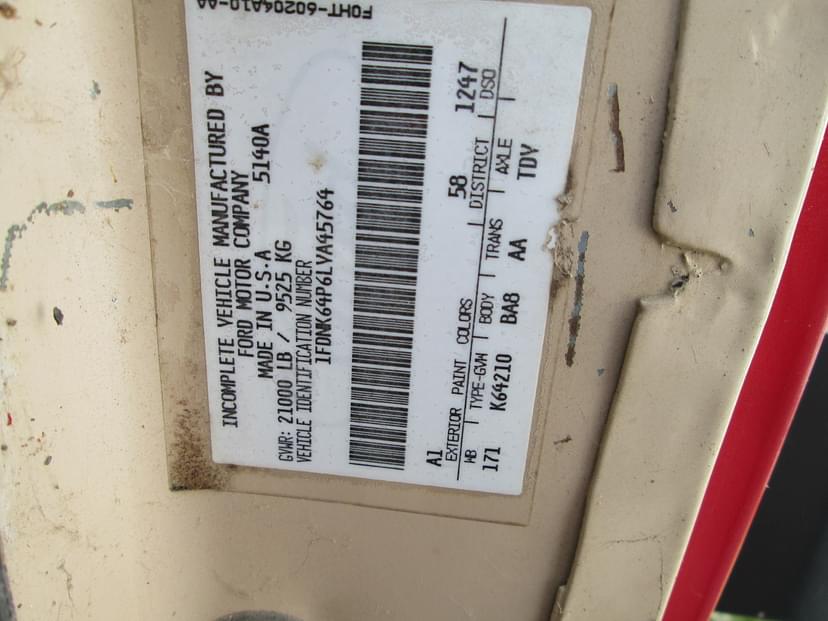 INCOMPLETE VEHICLE MANUFACTURED BY
FORD MOTOR COMPANY
MADE IN U.S.A 5140A
GVWR: 21000 LB / 9525 KG
VEHICLE IDENTIFICATION NUMBER
1FDNK64P6LVA45764
A1 58 1247
EXTERIOR PAINT COLORS DISTRICT DSO
WB TYPE-GVW BODY TRANS AXLE
171 K64210 BA8 AA TDY
FOHT-60204A10-AA